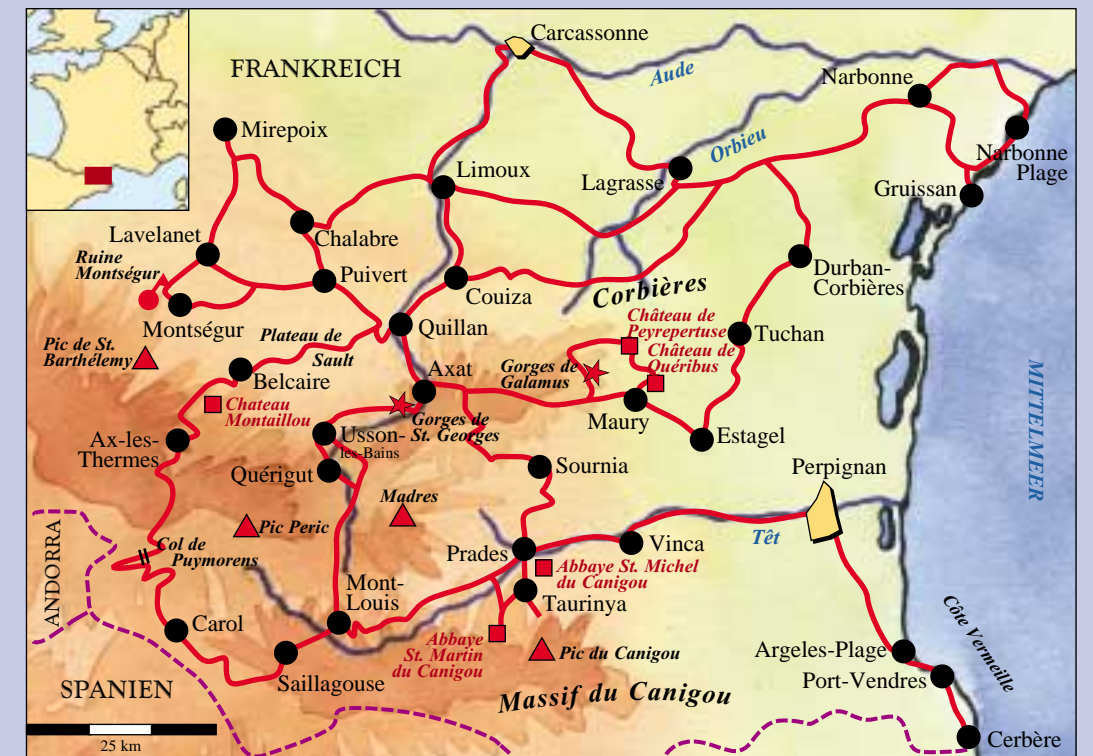 Carcassonne
FRANKREICH
Aude
Narbonne
Mirepoix
Orbieu
Limoux
Lagrasse
Narbonne
Plage
Gruissan
Lavelanet
Chalabre
Ruine
Montségur
Puivert
Couiza
Durban-
Corbières
Corbières
Montségur
Quillan
Château de
Peyrepertuse
Tuchan
Plateau de
Sault
Pic de St.
Barthélemy
Château de
Quéribus
Belcaire
Axat
Gorges de
Galamus
MITTELMEER
Chateau
Montaillou
Gorges de
St. Georges
Maury
Ax-les-
Thermes
Usson-
les-Bains
Estagel
Quérigut
Sournia
Perpignan
Madres
Pic Peric
Têt
Col de
Puymorens
Prades
Vinca
Abbaye St. Michel
du Canigou
ANDORRA
Mont-
Louis
Taurinya
Carol
Abbaye
St. Martin
du Canigou
Pic du Canigou
Côte Vermeille
Argeles-Plage
Port-Vendres
SPANIEN
Saillagouse
Massif du Canigou
25 km
Cerbère